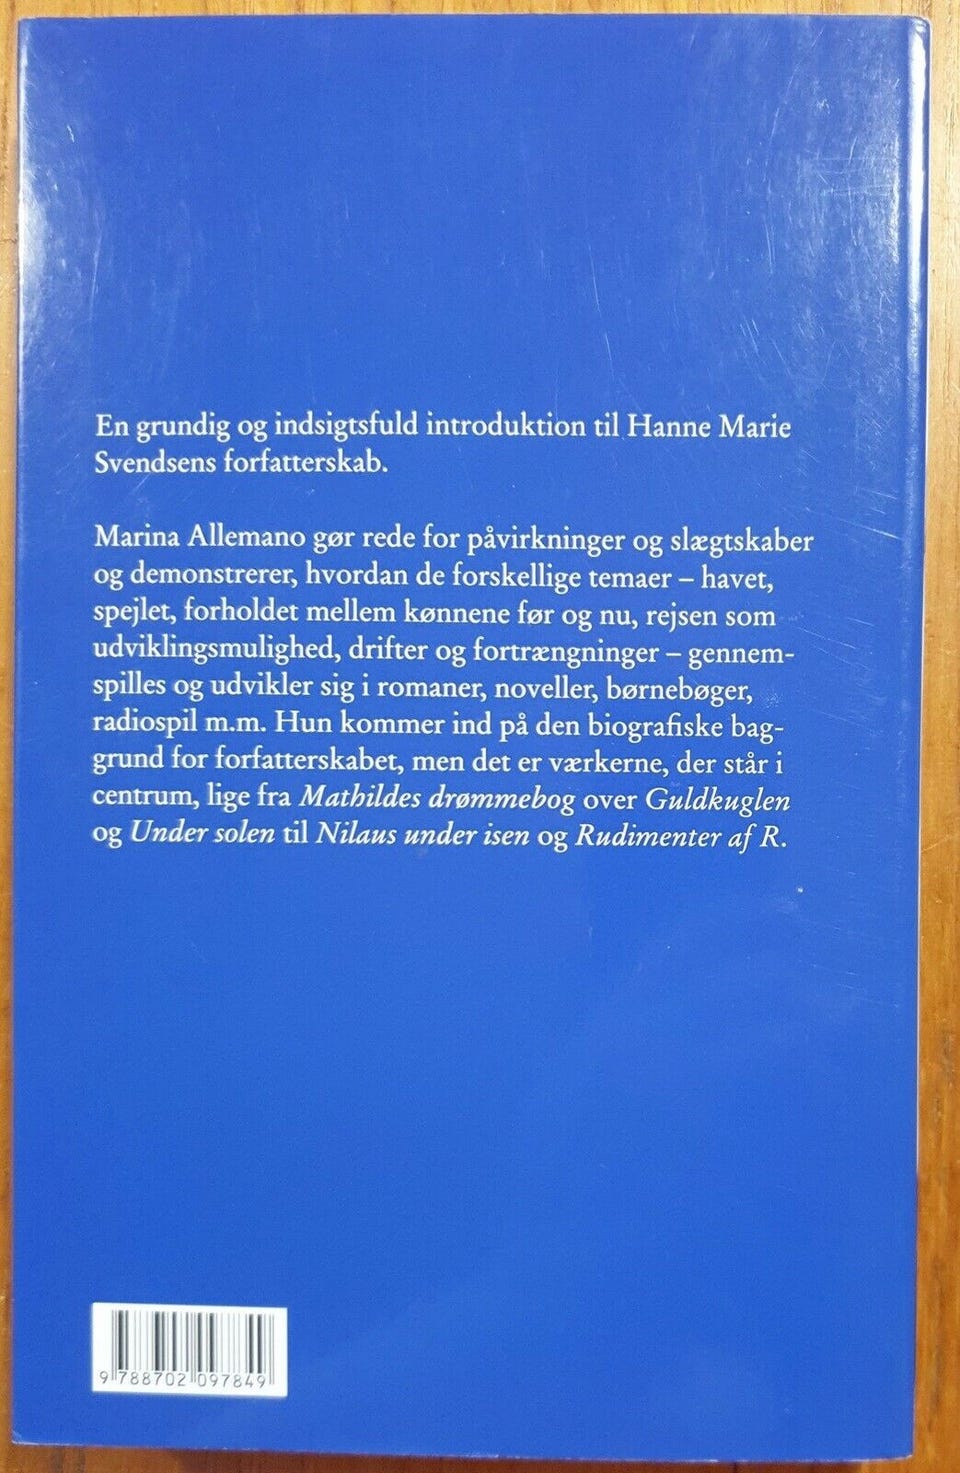 En grundig og indsigtsfuld introduktion til Hanne Marie
Svendsens forfatterskab.
Marina Allemano gør rede for påvirkninger og slægtskaber
og demonstrerer, hvordan de forskellige temaer – havet,
spejlet, forholdet mellem kønnene før og nu, rejsen som
udviklingsmulighed, drifter og fortrængninger – gennem-
spilles og udvikler sig i romaner, noveller, børnebøger,
radiospil m.m. Hun kommer ind på den biografiske bag-
grund for forfatterskabet, men det er værkerne, der står i
centrum, lige fra Mathildes drømmebog over Guldkuglen
og Under solen til Nilaus under isen og Rudimenter af R.
9 788702 097849